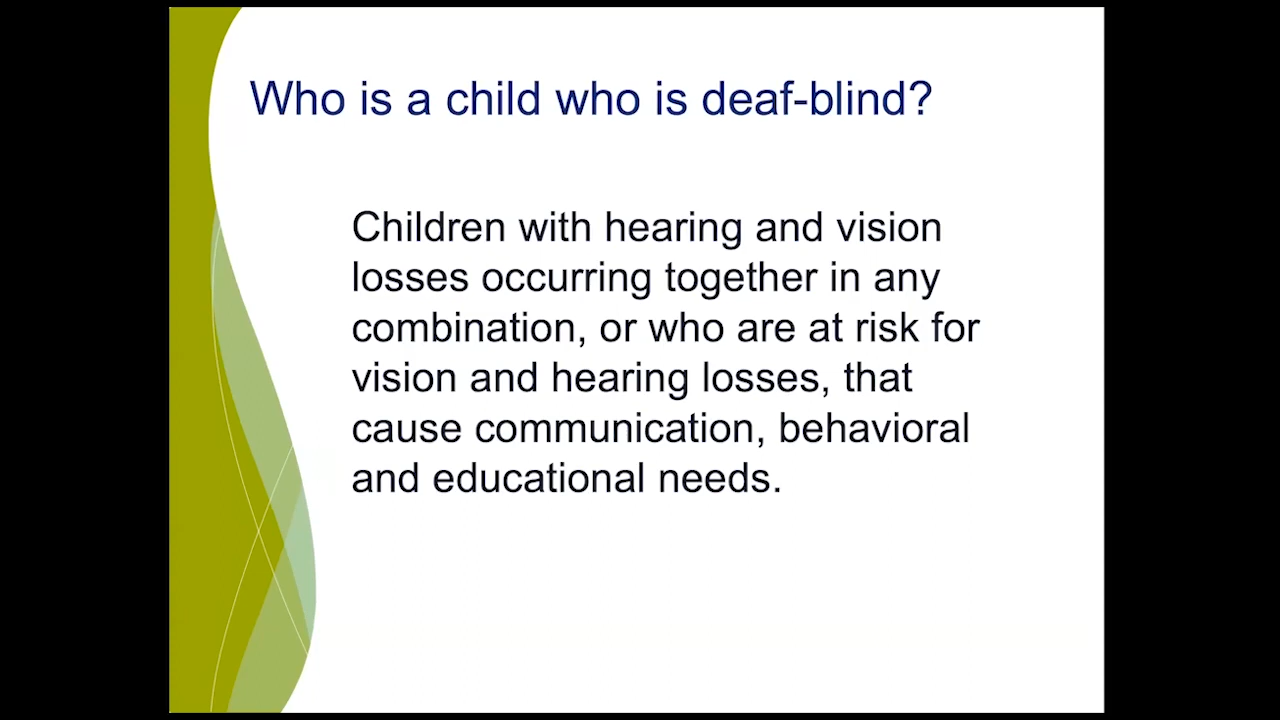 Who is a child who is deaf-blind?
Children with hearing and vision
losses occurring together in any
combination, or who are at risk for
vision and hearing losses, that
cause communication, behavioral
and educational needs.